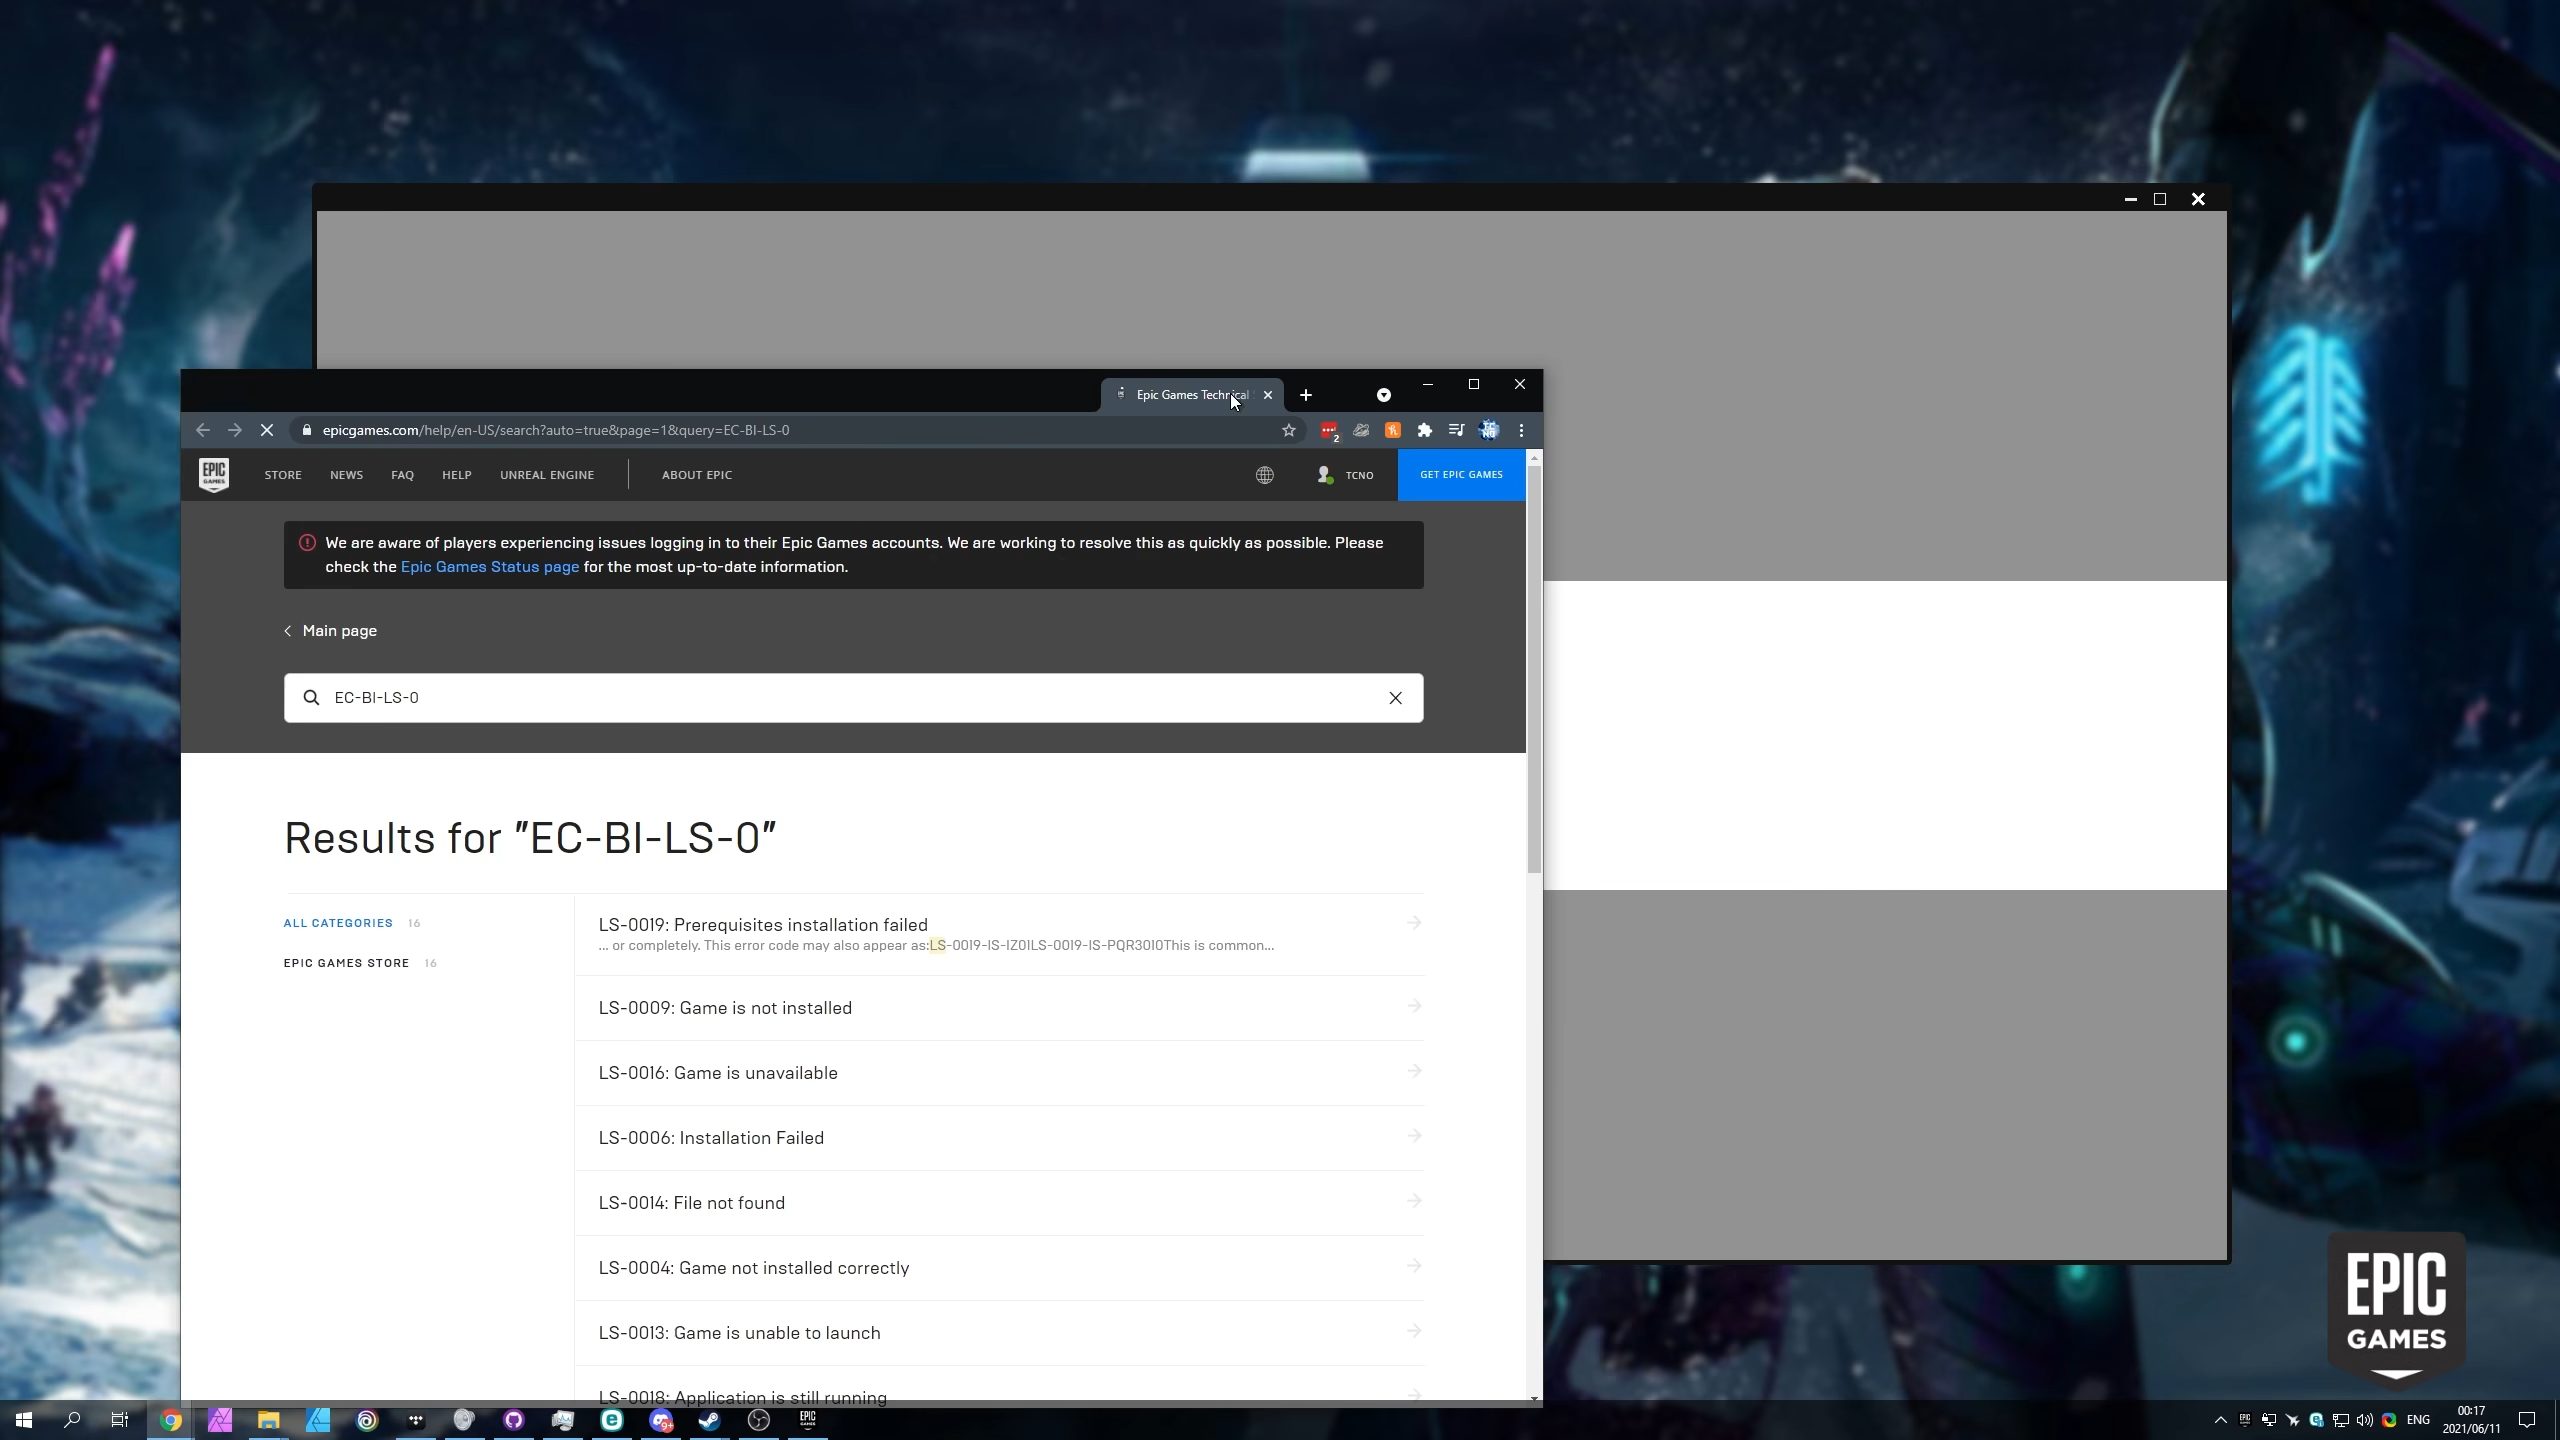 Epic Games Technical
epicgames.com/help/en-US/search?auto=true&page=1&query=EC-BI-LS-0
2
EPIC GAMES
STORE NEWS FAQ HELP UNREAL ENGINE ABOUT EPIC TCNO GET EPIC GAMES
We are aware of players experiencing issues logging in to their Epic Games accounts. We are working to resolve this as quickly as possible. Please
check the Epic Games Status page for the most up-to-date information.
Main page
EC-BI-LS-0
Results for "EC-BI-LS-0"
ALL CATEGORIES 16
EPIC GAMES STORE 16
LS-0019: Prerequisites installation failed
... or completely. This error code may also appear as:LS-0019-IS-IZ01LS-0019-IS-PQR3010This is common...
LS-0009: Game is not installed
LS-0016: Game is unavailable
LS-0006: Installation Failed
LS-0014: File not found
LS-0004: Game not installed correctly
LS-0013: Game is unable to launch
LS-0018: Application is still running
EPIC
GAMES
9+
EPIC
ENG
00:17
2021/06/11